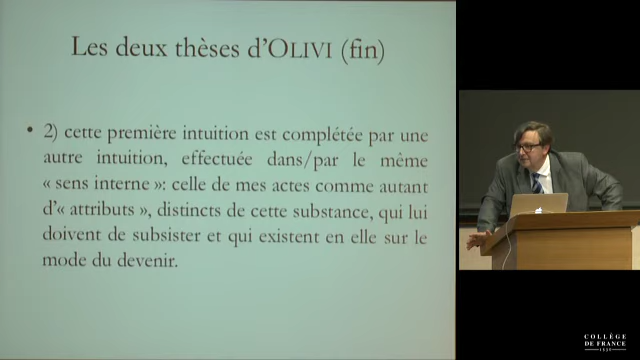 Les deux thèses d'OLIVI (fin)
• 2) cette première intuition est complétée par une
autre intuition, effectuée dans/par le même
« sens interne »: celle de mes actes comme autant
d'« attributs », distincts de cette substance, qui lui
doivent de subsister et qui existent en elle sur le
mode du devenir.
COLLÈGE
DE FRANCE
1530